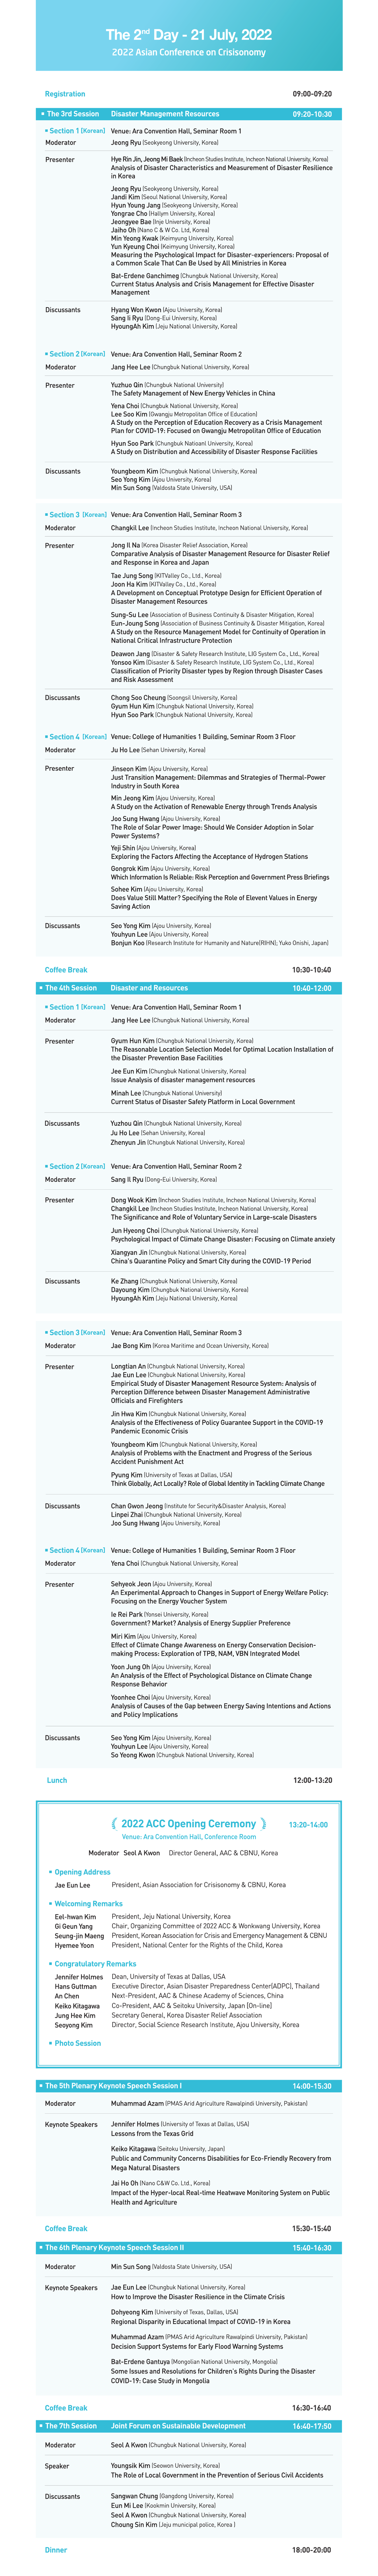 The 2nd Day - 21 July, 2022
2022 Asian Conference on Crisisonomy
Registration 09:00-09:20
The 3rd Session Disaster Management Resources 09:20-10:30
Section 1 [Korean] Venue: Ara Convention Hall, Seminar Room 1
Moderator Jeong Ryu (Seokyeong University, Korea)
Presenter Hye Rin Jin, Jeong Mi Baek (Incheon Studies Institute, Incheon National University, Korea)
Analysis of Disaster Characteristics and Measurement of Disaster Resilience
in Korea
Jeong Ryu (Seokyeong University, Korea)
Jandi Kim (Seoul National University, Korea)
Hyun Young Jang (Seokyeong University, Korea)
Yongrae Cho (Hallym University, Korea)
Jeongyee Bae (Inje University, Korea)
Jaiho Oh (Nano C & W Co. Ltd, Korea)
Min Yeong Kwak (Keimyung University, Korea)
Yun Kyeung Choi (Keimyung University, Korea)
Measuring the Psychological Impact for Disaster-experiencers: Proposal of
a Common Scale That Can Be Used by All Ministries in Korea
Bat-Erdene Ganchimeg (Chungbuk National University, Korea)
Current Status Analysis and Crisis Management for Effective Disaster
Management
Discussants Hyang Won Kwon (Ajou University, Korea)
Sang Ii Ryu (Dong-Eui University, Korea)
HyoungAh Kim (Jeju National University, Korea)
Section 2 [Korean] Venue: Ara Convention Hall, Seminar Room 2
Moderator Jang Hee Lee (Chungbuk National University, Korea)
Presenter Yuzhuo Qin (Chungbuk National University)
The Safety Management of New Energy Vehicles in China
Yena Choi (Chungbuk National University, Korea)
Lee Soo Kim (Gwangju Metropolitan Office of Education)
A Study on the Perception of Education Recovery as a Crisis Management
Plan for COVID-19: Focused on Gwangju Metropolitan Office of Education
Hyun Soo Park (Chungbuk Natioanl University, Korea)
A Study on Distribution and Accessibility of Disaster Response Facilities
Discussants Youngbeom Kim (Chungbuk National University, Korea)
Seo Yong Kim (Ajou University, Korea)
Min Sun Song (Valdosta State University, USA)
Section 3 [Korean] Venue: Ara Convention Hall, Seminar Room 3
Moderator Changkil Lee (Incheon Studies Institute, Incheon National University, Korea)
Presenter Jong Il Na (Korea Disaster Relief Association, Korea)
Comparative Analysis of Disaster Management Resource for Disaster Relief
and Response in Korea and Japan
Tae Jung Song (KITValley Co., Ltd., Korea)
Joon Ha Kim (KITValley Co., Ltd., Korea)
A Development on Conceptual Prototype Design for Efficient Operation of
Disaster Management Resources
Sung-Su Lee (Association of Business Continuity & Disaster Mitigation, Korea)
Eun-Joung Song (Association of Business Continuity & Disaster Mitigation, Korea)
A Study on the Resource Management Model for Continuity of Operation in
National Critical Infrastructure Protection
Deawon Jang (Disaster & Safety Research Institute, LIG System Co., Ltd., Korea)
Yonsoo Kim (Disaster & Safety Research Institute, LIG System Co., Ltd., Korea)
Classification of Priority Disaster types by Region through Disaster Cases
and Risk Assessment
Discussants Chong Soo Cheung (Soongsil University, Korea)
Gyum Hun Kim (Chungbuk National University, Korea)
Hyun Soo Park (Chungbuk National University, Korea)
Section 4 [Korean] Venue: College of Humanities 1 Building, Seminar Room 3 Floor
Moderator Ju Ho Lee (Sehan University, Korea)
Presenter Jinseon Kim (Ajou University, Korea)
Just Transition Management: Dilemmas and Strategies of Thermal-Power
Industry in South Korea
Min Jeong Kim (Ajou University, Korea)
A Study on the Activation of Renewable Energy through Trends Analysis
Joo Sung Hwang (Ajou University, Korea)
The Role of Solar Power Image: Should We Consider Adoption in Solar
Power Systems?
Yeji Shin (Ajou University, Korea)
Exploring the Factors Affecting the Acceptance of Hydrogen Stations
Gongrok Kim (Ajou University, Korea)
Which Information Is Reliable: Risk Perception and Government Press Briefings
Sohee Kim (Ajou University, Korea)
Does Value Still Matter? Specifying the Role of Elevent Values in Energy
Saving Action
Discussants Seo Yong Kim (Ajou University, Korea)
Youhyun Lee (Ajou University, Korea)
Bonjun Koo (Research Institute for Humanity and Nature(RIHN); Yuko Onishi, Japan)
Coffee Break 10:30-10:40
The 4th Session Disaster and Resources 10:40-12:00
Section 1 [Korean] Venue: Ara Convention Hall, Seminar Room 1
Moderator Jang Hee Lee (Chungbuk National University, Korea)
Presenter Gyum Hun Kim (Chungbuk National University, Korea)
The Reasonable Location Selection Model for Optimal Location Installation of
the Disaster Prevention Base Facilities
Jee Eun Kim (Chungbuk National University, Korea)
Issue Analysis of disaster management resources
Minah Lee (Chungbuk National University)
Current Status of Disaster Safety Platform in Local Government
Discussants Yuzhou Qin (Chungbuk National University, Korea)
Ju Ho Lee (Sehan University, Korea)
Zhenyun Jin (Chungbuk National University, Korea)
Section 2 [Korean] Venue: Ara Convention Hall, Seminar Room 2
Moderator Sang Il Ryu (Dong-Eui University, Korea)
Presenter Dong Wook Kim (Incheon Studies Institute, Incheon National University, Korea)
Changkil Lee (Incheon Studies Institute, Incheon National University, Korea)
The Significance and Role of Voluntary Service in Large-scale Disasters
Jun Hyeong Choi (Chungbuk National University, Korea)
Psychological Impact of Climate Change Disaster: Focusing on Climate anxiety
Xiangyan Jin (Chungbuk National University, Korea)
China's Quarantine Policy and Smart City during the COVID-19 Period
Discussants Ke Zhang (Chungbuk National University, Korea)
Dayoung Kim (Chungbuk National University, Korea)
HyoungAh Kim (Jeju National University, Korea)
Section 3 [Korean] Venue: Ara Convention Hall, Seminar Room 3
Moderator Jae Bong Kim (Korea Maritime and Ocean University, Korea)
Presenter Longtian An (Chungbuk National University, Korea)
Jae Eun Lee (Chungbuk National University, Korea)
Empirical Study of Disaster Management Resource System: Analysis of
Perception Difference between Disaster Management Administrative
Officials and Firefighters
Jin Hwa Kim (Chungbuk National University, Korea)
Analysis of the Effectiveness of Policy Guarantee Support in the COVID-19
Pandemic Economic Crisis
Youngbeom Kim (Chungbuk National University, Korea)
Analysis of Problems with the Enactment and Progress of the Serious
Accident Punishment Act
Pyung Kim (University of Texas at Dallas, USA)
Think Globally, Act Locally? Role of Global Identity in Tackling Climate Change
Discussants Chan Gwon Jeong (Institute for Security&Disaster Analysis, Korea)
Linpei Zhai (Chungbuk National University, Korea)
Joo Sung Hwang (Ajou University, Korea)
Section 4 [Korean] Venue: College of Humanities 1 Building, Seminar Room 3 Floor
Moderator Yena Choi (Chungbuk National University, Korea)
Presenter Sehyeok Jeon (Ajou University, Korea)
An Experimental Approach to Changes in Support of Energy Welfare Policy:
Focusing on the Energy Voucher System
Ie Rei Park (Yonsei University, Korea)
Government? Market? Analysis of Energy Supplier Preference
Miri Kim (Ajou University, Korea)
Effect of Climate Change Awareness on Energy Conservation Decision-
making Process: Exploration of TPB, NAM, VBN Integrated Model
Yoon Jung Oh (Ajou University, Korea)
An Analysis of the Effect of Psychological Distance on Climate Change
Response Behavior
Yoonhee Choi (Ajou University, Korea)
Analysis of Causes of the Gap between Energy Saving Intentions and Actions
and Policy Implications
Discussants Seo Yong Kim (Ajou University, Korea)
Youhyun Lee (Ajou University, Korea)
So Yeong Kwon (Chungbuk National University, Korea)
Lunch 12:00-13:20
2022 ACC Opening Ceremony 13:20-14:00
Venue: Ara Convention Hall, Conference Room
Moderator Seol A Kwon Director General, AAC & CBNU, Korea
Opening Address
Jae Eun Lee President, Asian Association for Crisisonomy & CBNU, Korea
Welcoming Remarks
Eel-hwan Kim President, Jeju National University, Korea
Gi Geun Yang Chair, Organizing Committee of 2022 ACC & Wonkwang University, Korea
Seung-jin Maeng President, Korean Association for Crisis and Emergency Management & CBNU
Hyemee Yoon President, National Center for the Rights of the Child, Korea
Congratulatory Remarks
Jennifer Holmes Dean, University of Texas at Dallas, USA
Hans Guttman Executive Director, Asian Disaster Preparedness Center(ADPC), Thailand
An Chen Next-President, AAC & Chinese Academy of Sciences, China
Keiko Kitagawa Co-President, AAC & Seitoku University, Japan [On-line]
Jung Hee Kim Secretary General, Korea Disaster Relief Association
Seoyong Kim Director, Social Science Research Institute, Ajou University, Korea
Photo Session
The 5th Plenary Keynote Speech Session I 14:00-15:30
Moderator Muhammad Azam (PMAS Arid Agriculture Rawalpindi University, Pakistan)
Keynote Speakers Jennifer Holmes (University of Texas at Dallas, USA)
Lessons from the Texas Grid
Keiko Kitagawa (Seitoku University, Japan)
Public and Community Concerns Disabilities for Eco-Friendly Recovery from
Mega Natural Disasters
Jai Ho Oh (Nano C&W Co. Ltd., Korea)
Impact of the Hyper-local Real-time Heatwave Monitoring System on Public
Health and Agriculture
Coffee Break 15:30-15:40
The 6th Plenary Keynote Speech Session II 15:40-16:30
Moderator Min Sun Song (Valdosta State University, USA)
Keynote Speakers Jae Eun Lee (Chungbuk National University, Korea)
How to Improve the Disaster Resilience in the Climate Crisis
Dohyeong Kim (University of Texas, Dallas, USA)
Regional Disparity in Educational Impact of COVID-19 in Korea
Muhammad Azam (PMAS Arid Agriculture Rawalpindi University, Pakistan)
Decision Support Systems for Early Flood Warning Systems
Bat-Erdene Gantuya (Mongolian National University, Mongolia)
Some Issues and Resolutions for Children's Rights During the Disaster
COVID-19: Case Study in Mongolia
Coffee Break 16:30-16:40
The 7th Session Joint Forum on Sustainable Development 16:40-17:50
Moderator Seol A Kwon (Chungbuk National University, Korea)
Speaker Youngsik Kim (Seowon University, Korea)
The Role of Local Government in the Prevention of Serious Civil Accidents
Discussants Sangwan Chung (Gangdong University, Korea)
Eun Mi Lee (Kookmin University, Korea)
Seol A Kwon (Chungbuk National University, Korea)
Choung Sin Kim (Jeju municipal police, Korea )
Dinner 18:00-20:00